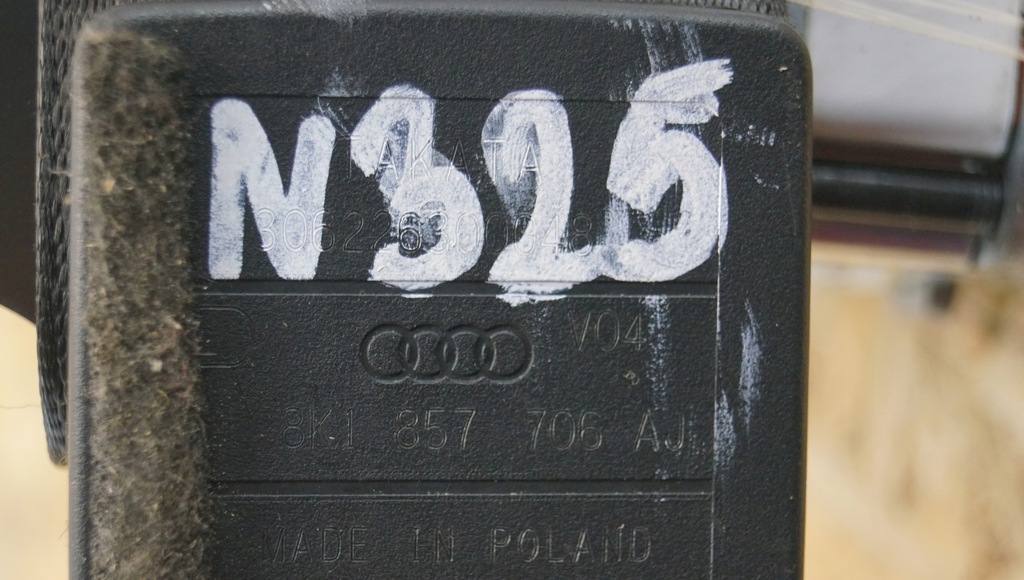 N325
TAKATA
V04
8K1 857 706 AJ
MADE IN POLAND